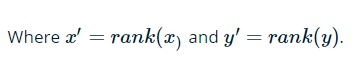 Where x′ = rank(x) and y′ = rank(y).